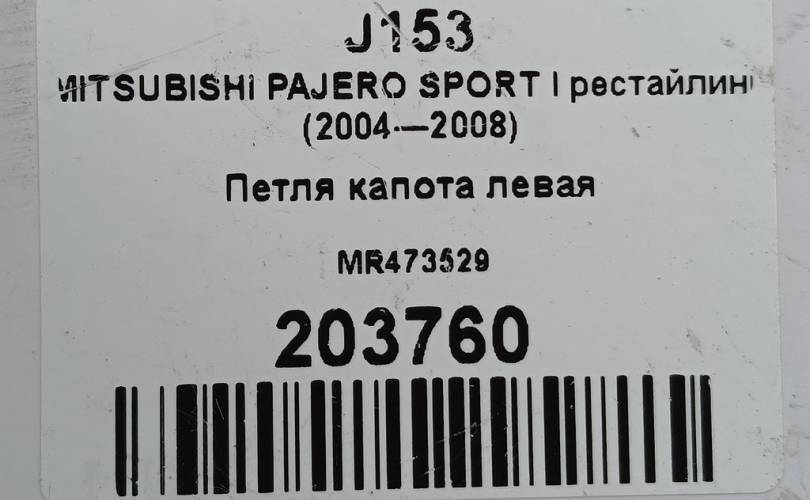 J153
MITSUBISHI PAJERO SPORT I рестайлинг
(2004—2008)
Петля капота левая
MR473529
203760